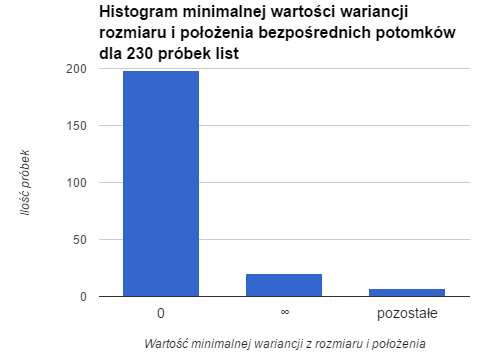 Histogram minimalnej wartości wariancji
rozmiaru i położenia bezpośrednich potomków
dla 230 próbek list
200
150
100
50
0
Ilość próbek
0 ∞ pozostałe
Wartość minimalnej wariancji z rozmiaru i położenia